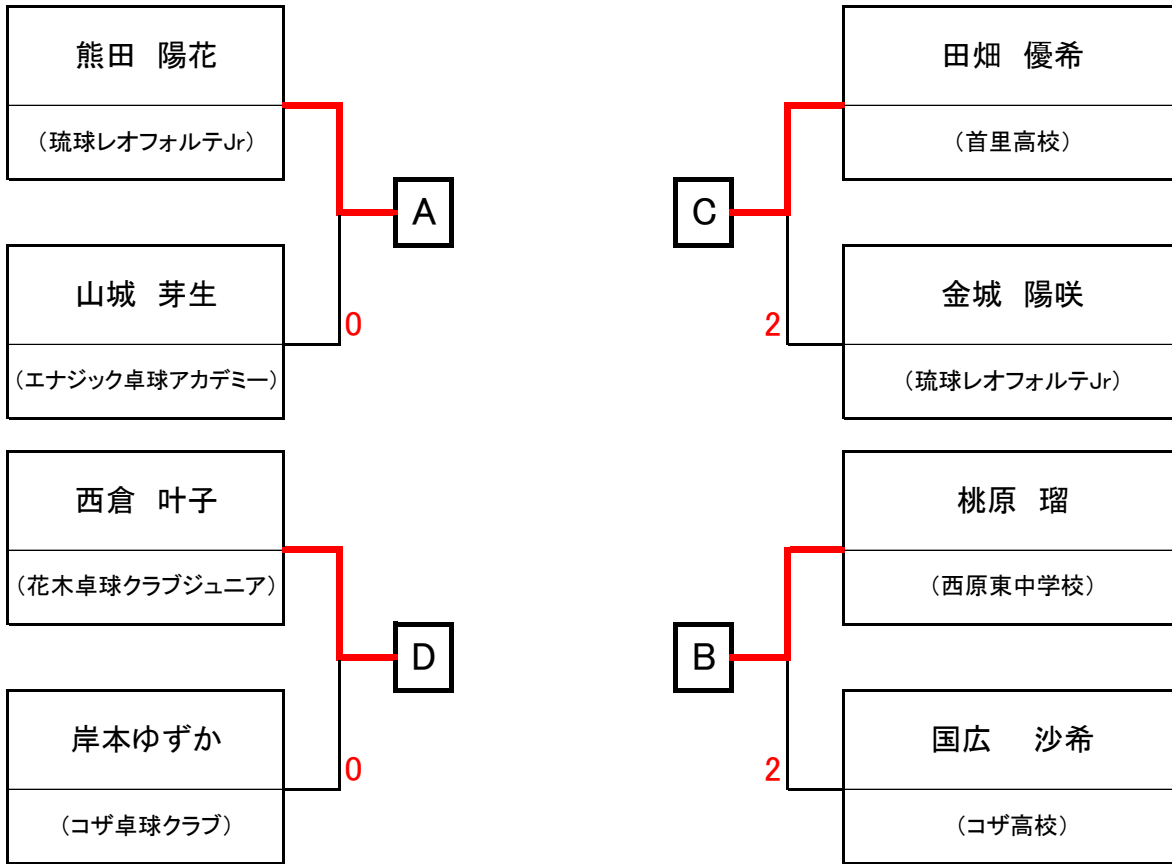 熊田　陽花
（琉球レオフォルテJr）
A
山城　芽生
0
（エナジック卓球アカデミー）
田畑　優希
（首里高校）
C
金城　陽咲
2
（琉球レオフォルテJr）
西倉　叶子
（花木卓球クラブジュニア）
D
岸本ゆずか
0
（コザ卓球クラブ）
桃原　瑠
（西原東中学校）
B
国広　沙希
2
（コザ高校）